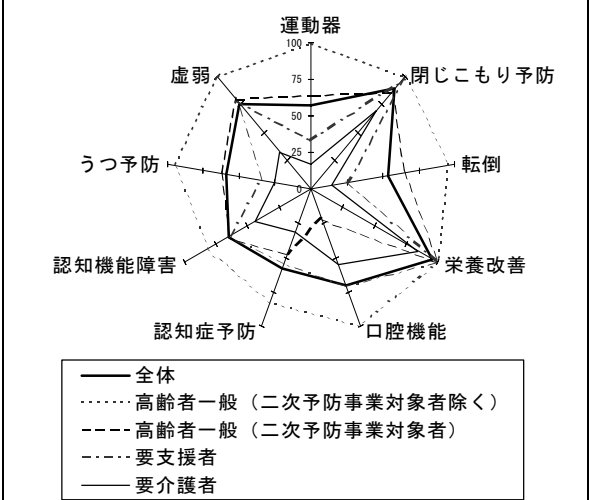 運動器
100
虚弱
閉じこもり予防
75
50
25
うつ予防
転倒
0
認知機能障害
栄養改善
認知症予防
口腔機能
全体
高齢者一般（二次予防事業対象者除く）
高齢者一般（二次予防事業対象者）
要支援者
要介護者